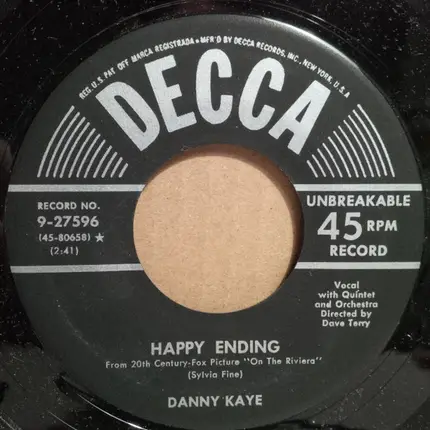 REG. U.S. PAT. OFF. MARCA REGISTRADA • MF'D BY DECCA RECORDS, INC., NEW YORK, U.S.A.
DECCA
RECORD NO.
9-27596
(45-80658) ★
(2:41)
UNBREAKABLE
45 RPM
RECORD
Vocal
with Quintet
and Orchestra
Directed by
Dave Terry
HAPPY ENDING
From 20th Century-Fox Picture "On The Riviera"
(Sylvia Fine)
DANNY KAYE